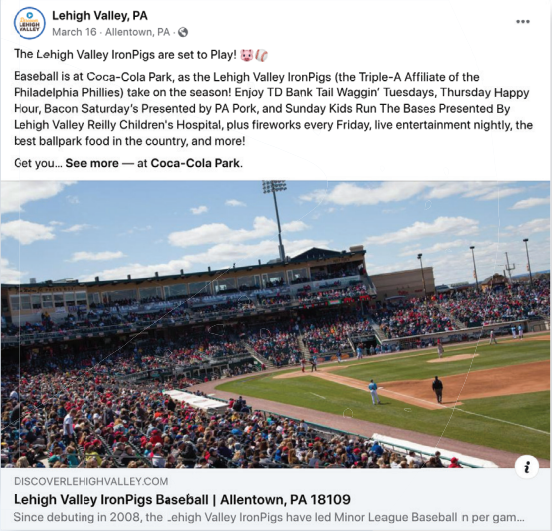 Lehigh Valley, PA
March 16 · Allentown, PA ·
The Lehigh Valley IronPigs are set to Play! 🐷⚾
Easeball is at Coca-Cola Park, as the Lehigh Valley IronPigs (the Triple-A Affiliate of the
Philadelphia Phillies) take on the season! Enjoy TD Bank Tail Waggin' Tuesdays, Thursday Happy
Hour, Bacon Saturday's Presented by PA Pork, and Sunday Kids Run The Bases Presented By
Lehigh Valley Reilly Children's Hospital, plus fireworks every Friday, live entertainment nightly, the
best ballpark food in the country, and more!
Get you... See more — at Coca-Cola Park.
DISCOVERLEHIGHVALLEY.COM
Lehigh Valley IronPigs Baseball | Allentown, PA 18109
Since debuting in 2008, the Lehigh Valley IronPigs have led Minor League Baseball n per gam...